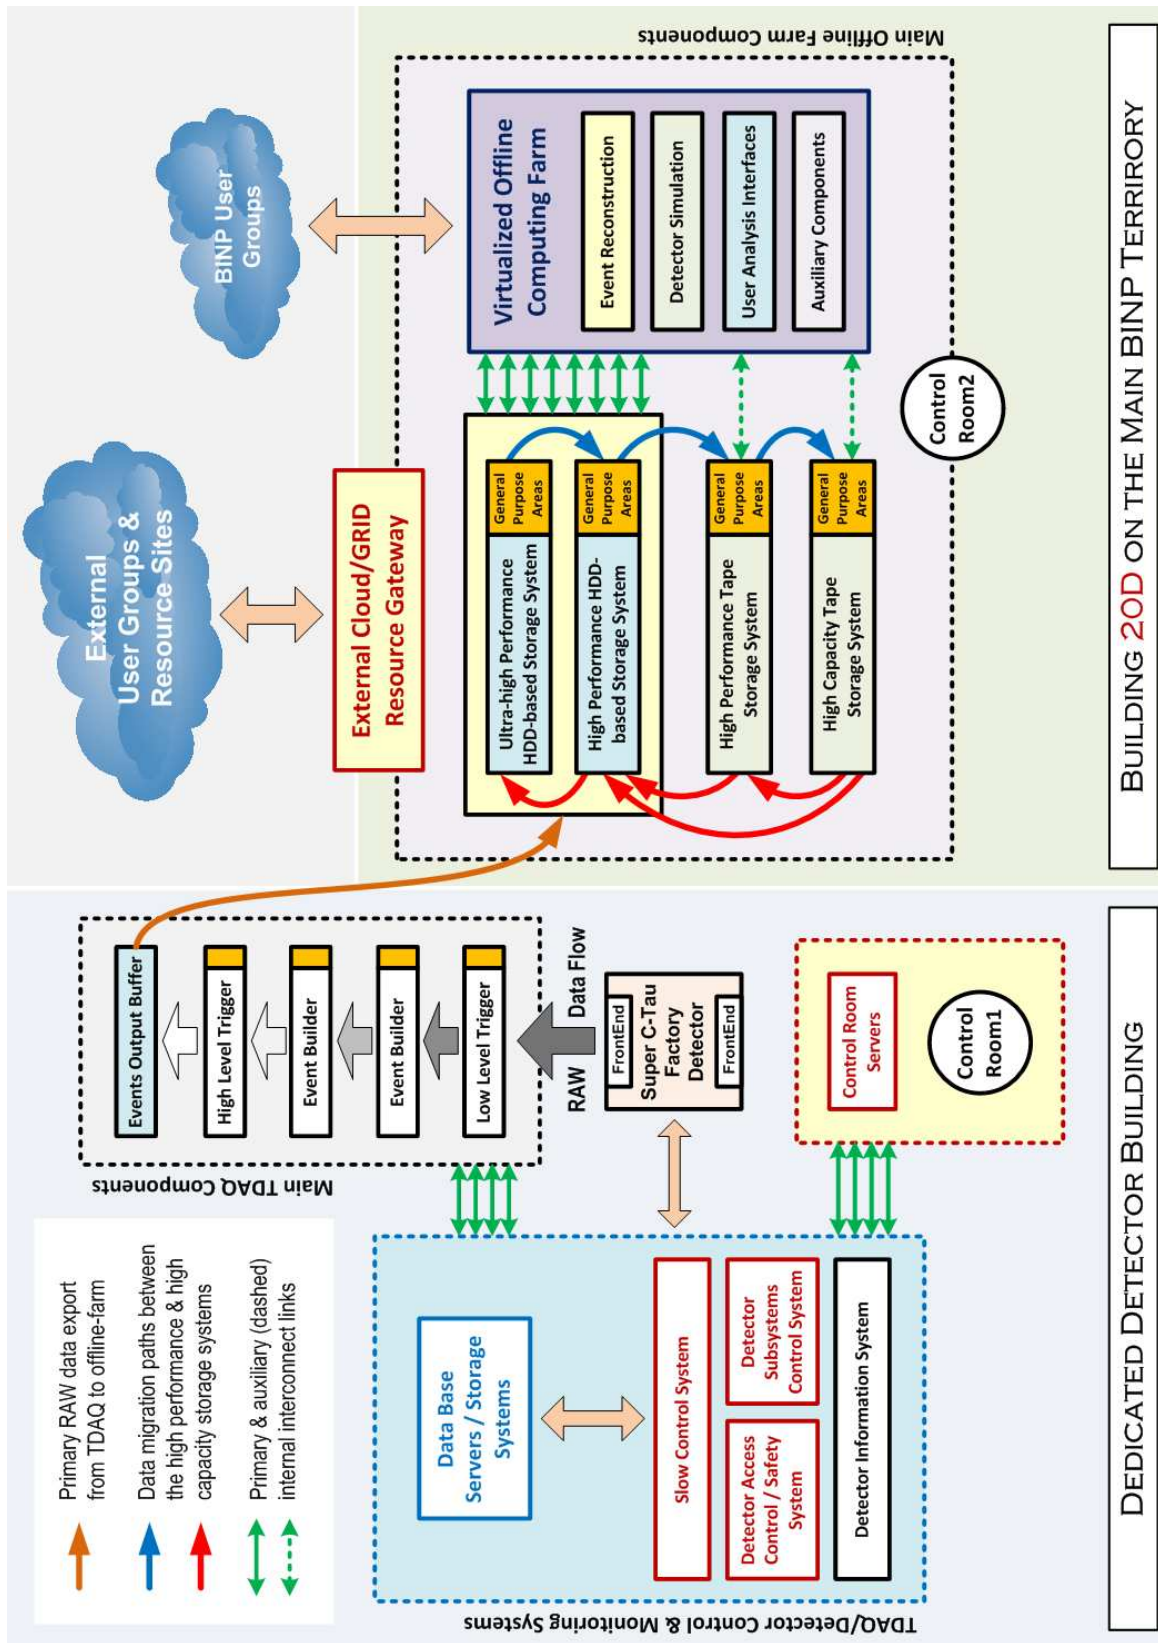 Primary RAW data export
from TDAQ to offline-farm
Data migration paths between
the high performance & high
capacity storage systems
Primary & auxiliary (dashed)
internal interconnect links
Main TDAQ Components
Events Output Buffer
High Level Trigger
Event Builder
Event Builder
Low Level Trigger
RAW Data Flow
FrontEnd
Super C-Tau
Factory
Detector
FrontEnd
TDAQ/Detector Control & Monitoring Systems
Data Base
Servers / Storage
Systems
Slow Control System
Detector Access
Control / Safety
System
Detector
Subsystems
Control System
Detector Information System
Control Room
Servers
Control
Room1
DEDICATED DETECTOR BUILDING
External
User Groups &
Resource Sites
BINP User
Groups
External Cloud/GRID
Resource Gateway
Main Offline Farm Components
Ultra-high Performance
HDD-based Storage System
General
Purpose
Areas
High Performance HDD-
based Storage System
General
Purpose
Areas
High Performance Tape
Storage System
General
Purpose
Areas
High Capacity Tape
Storage System
General
Purpose
Areas
Virtualized Offline
Computing Farm
Event Reconstruction
Detector Simulation
User Analysis Interfaces
Auxiliary Components
Control
Room2
BUILDING 20D ON THE MAIN BINP TERRIRORY